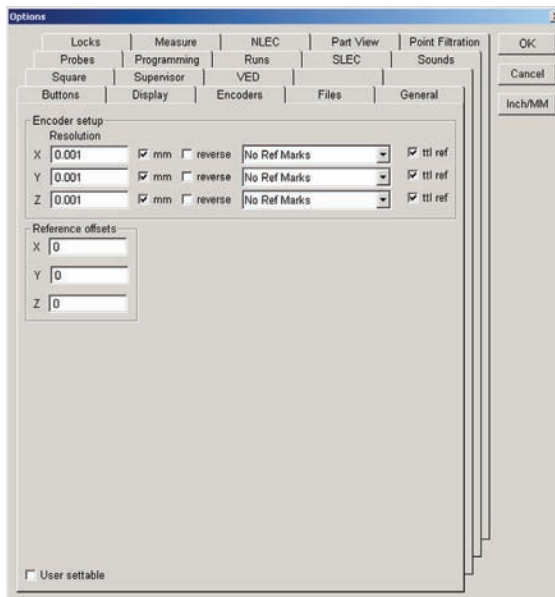 Options
Locks Measure NLEC Part View Point Filtration
Probes Programming Runs SLEC Sounds
Square Supervisor VED
Buttons Display Encoders Files General
OK
Cancel
Inch/MM
Encoder setup
Resolution
X 0.001 mm reverse No Ref Marks ttl ref
Y 0.001 mm reverse No Ref Marks ttl ref
Z 0.001 mm reverse No Ref Marks ttl ref
Reference offsets
X 0
Y 0
Z 0
User settable